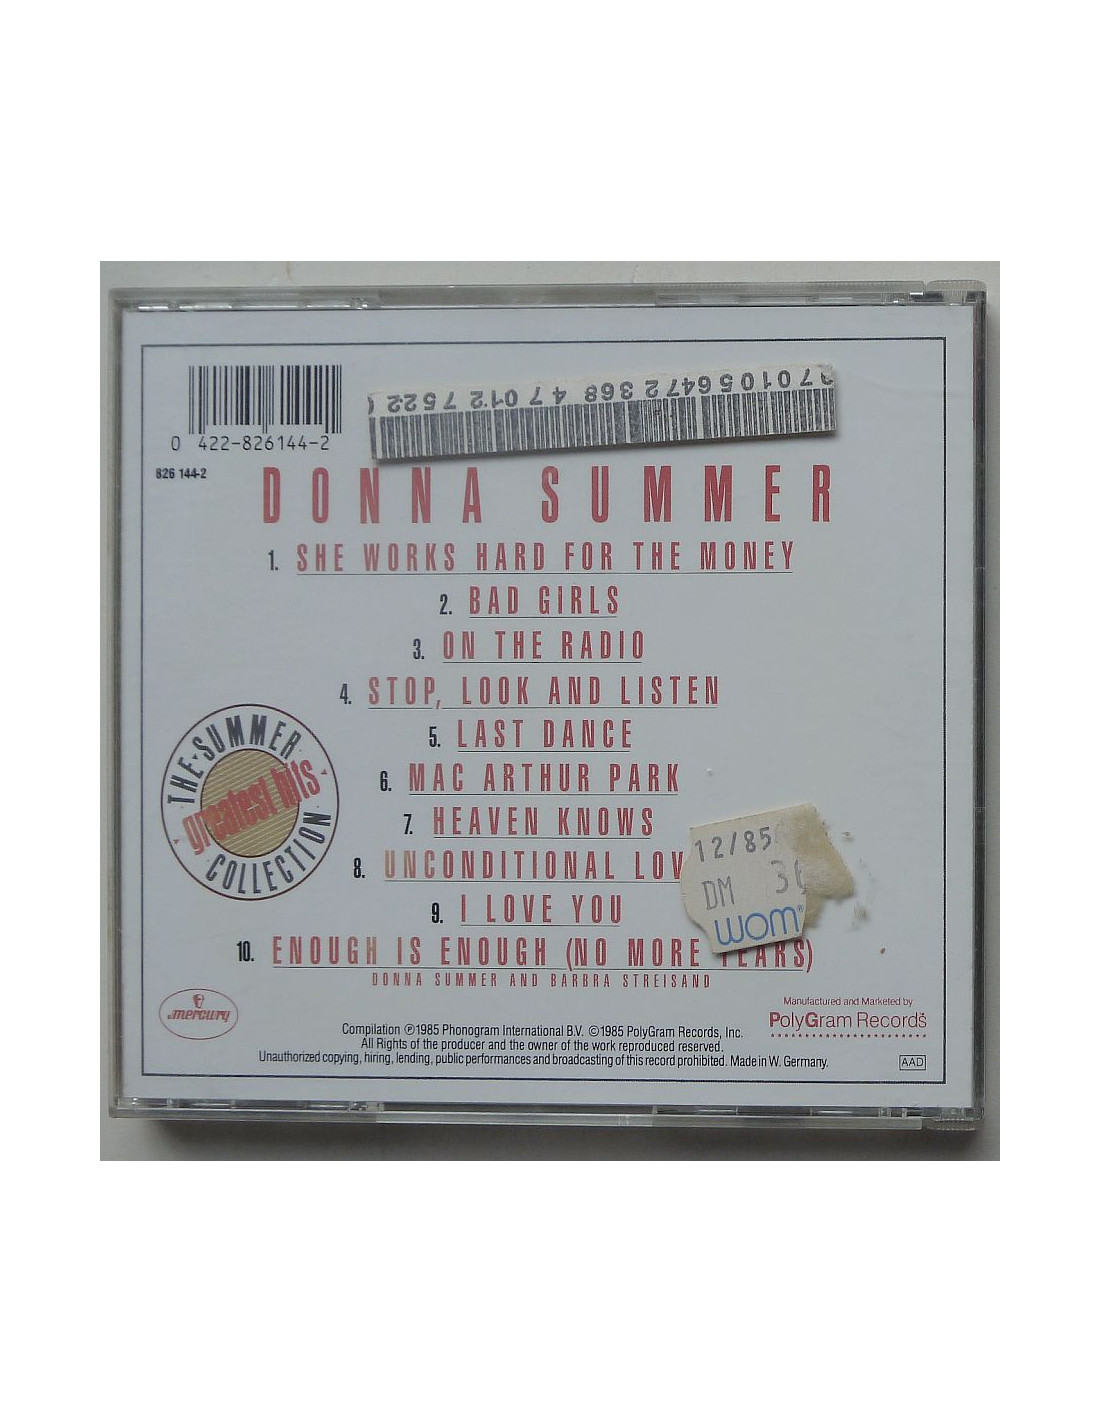 0 422-826144-2
826 144-2
701056472 368 4 7012 7522
DONNA SUMMER
1. SHE WORKS HARD FOR THE MONEY
2. BAD GIRLS
3. ON THE RADIO
4. STOP, LOOK AND LISTEN
5. LAST DANCE
6. MAC ARTHUR PARK
7. HEAVEN KNOWS
8. UNCONDITIONAL LOV
9. I LOVE YOU
10. ENOUGH IS ENOUGH (NO MORE TEARS)
DONNA SUMMER AND BARBRA STREISAND
THE SUMMER
greatest hits
COLLECTION
12/85
DM
wom
mercury
Manufactured and Marketed by
PolyGram Records
Compilation ℗1985 Phonogram International B.V. ©1985 PolyGram Records, Inc.
All Rights of the producer and the owner of the work reproduced reserved.
Unauthorized copying, hiring, lending, public performances and broadcasting of this record prohibited. Made in W. Germany.
AAD